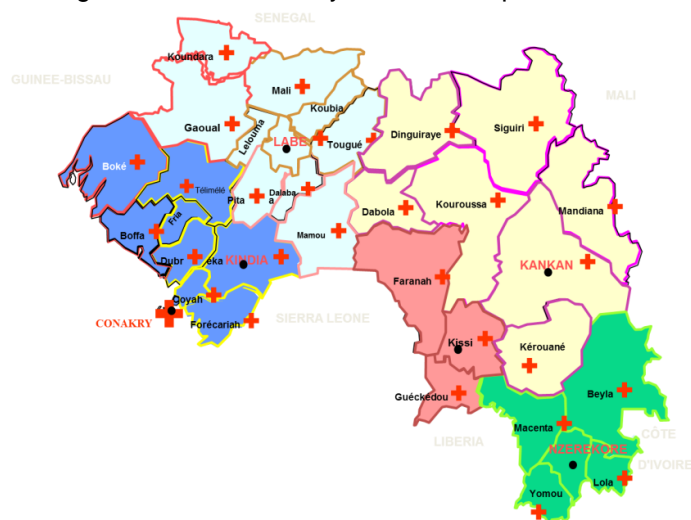 SENEGAL
Koundara
GUINEE-BISSAU
Mali
MALI
Koubia
Gaoual
Lelouma
LABE
Tougué
Dinguiraye
Siguiri
Boké
Télimélé
Pita
Dalaba
a
Dabola
Kouroussa
Mandiana
Fria
Boffa
Mamou
Dubr
eka
KINDIA
Faranah
KANKAN
Coyah
CONAKRY
Forécariah
SIERRA LEONE
Kissi
Kérouané
Guéckédou
Beyla
Macenta
LIBERIA
CÔTE
NZEREKORE
D'IVOIRE
Lola
Yomou